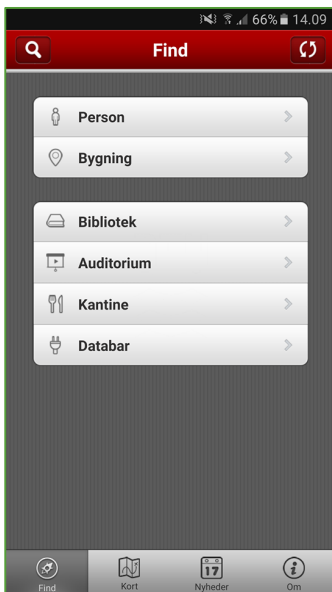 66% 14.09
Find
Person
Bygning
Bibliotek
Auditorium
Kantine
Databar
17
Find Kort Nyheder Om